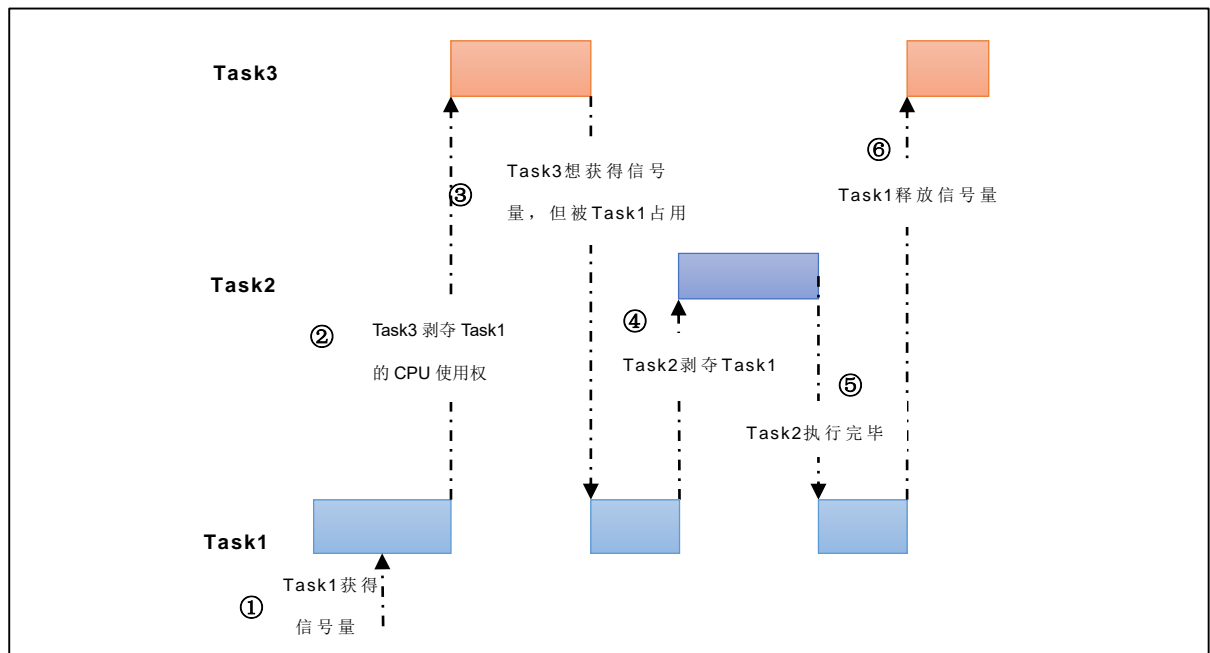 Task3
⑥
Task3想获得信号
③
Task1释放信号量
量，但被Task1占用
Task2
④
②
Task3 剥夺 Task1
Task2剥夺Task1
的 CPU 使用权
⑤
Task2执行完毕
Task1
Task1获得
①
信号量